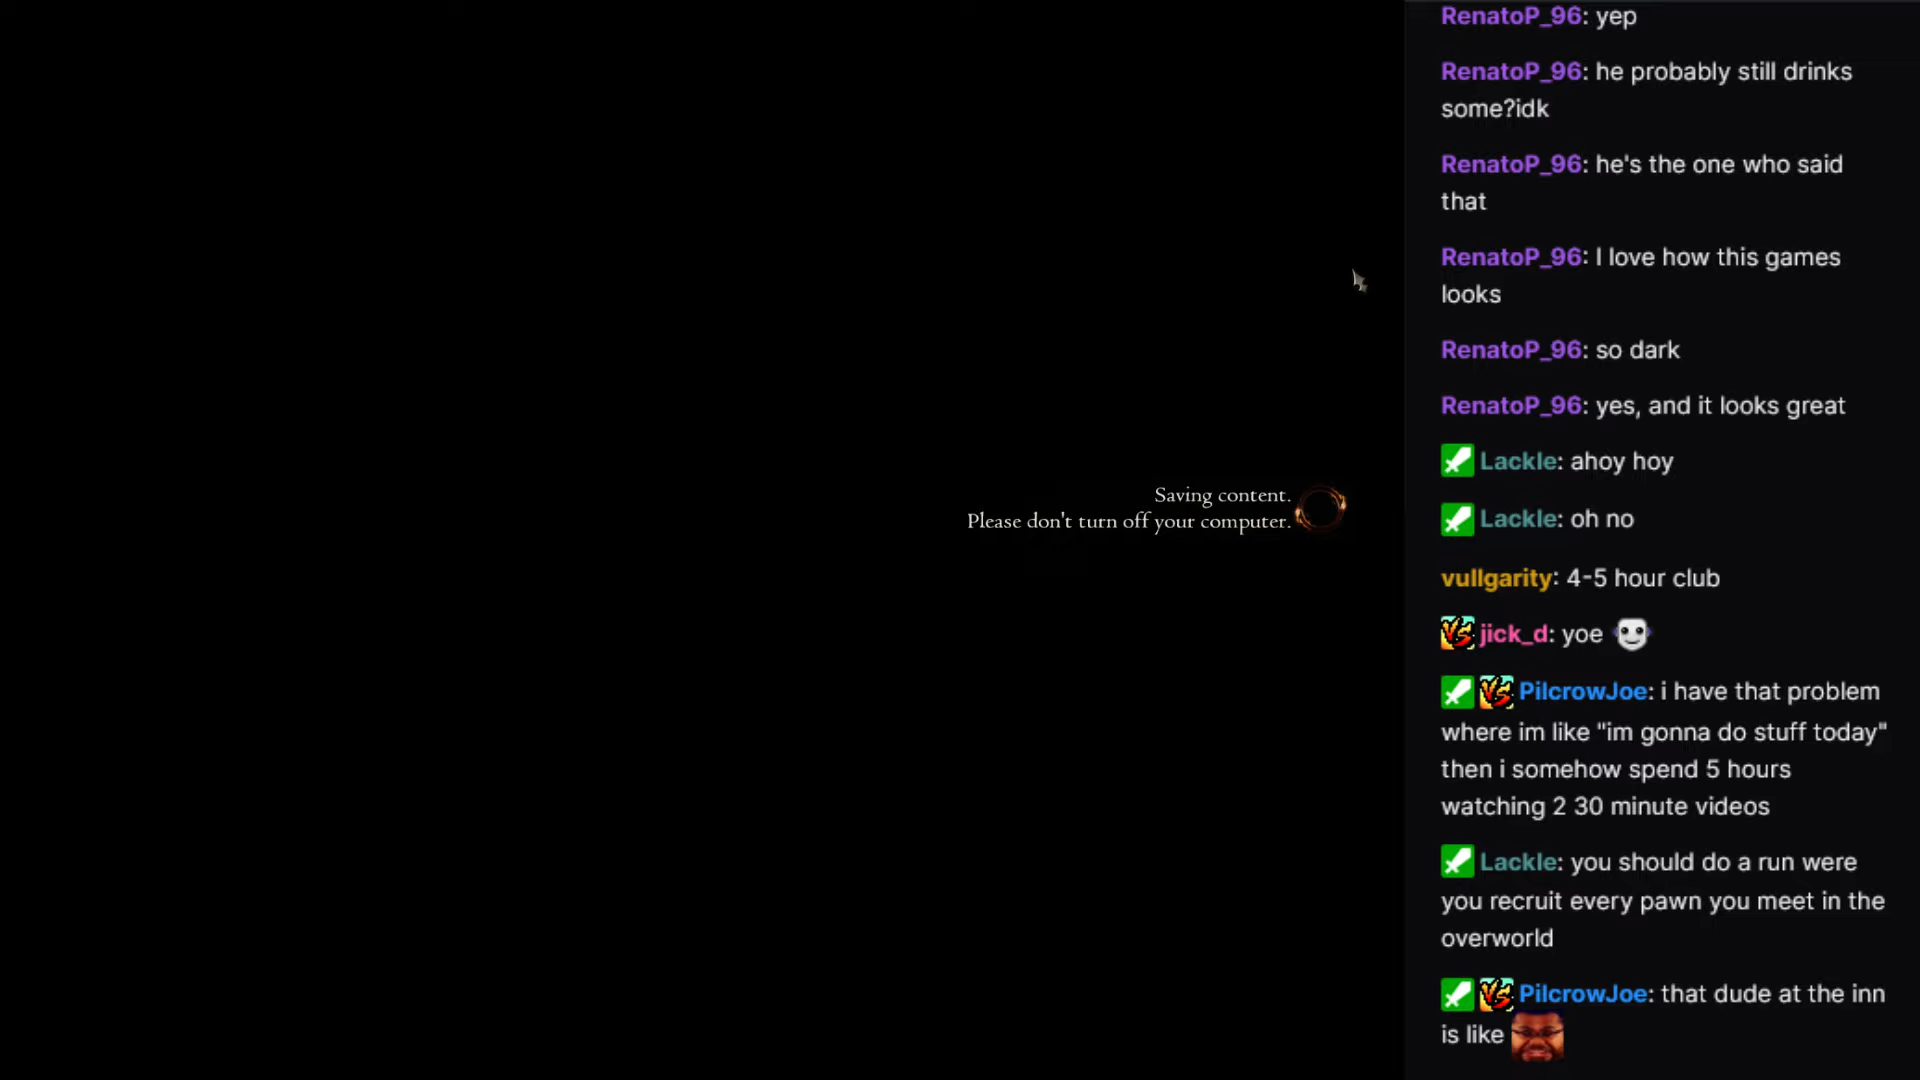 Saving content.
Please don't turn off your computer.
RenatoP_96: yep
RenatoP_96: he probably still drinks
some?idk
RenatoP_96: he's the one who said
that
RenatoP_96: I love how this games
looks
RenatoP_96: so dark
RenatoP_96: yes, and it looks great
Lackle: ahoy hoy
Lackle: oh no
vullgarity: 4-5 hour club
VS jick_d: yoe
VS PilcrowJoe: i have that problem
where im like "im gonna do stuff today"
then i somehow spend 5 hours
watching 2 30 minute videos
Lackle: you should do a run were
you recruit every pawn you meet in the
overworld
VS PilcrowJoe: that dude at the inn
is like